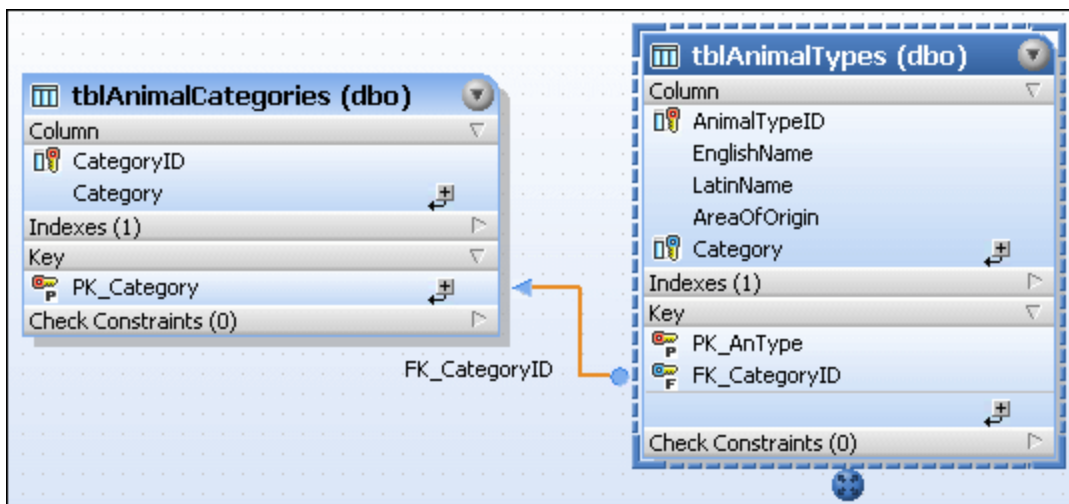 tblAnimalCategories (dbo)
Column
CategoryID
Category
Indexes (1)
Key
PK_Category
Check Constraints (0)
FK_CategoryID
tblAnimalTypes (dbo)
Column
AnimalTypeID
EnglishName
LatinName
AreaOfOrigin
Category
Indexes (1)
Key
PK_AnType
FK_CategoryID
Check Constraints (0)